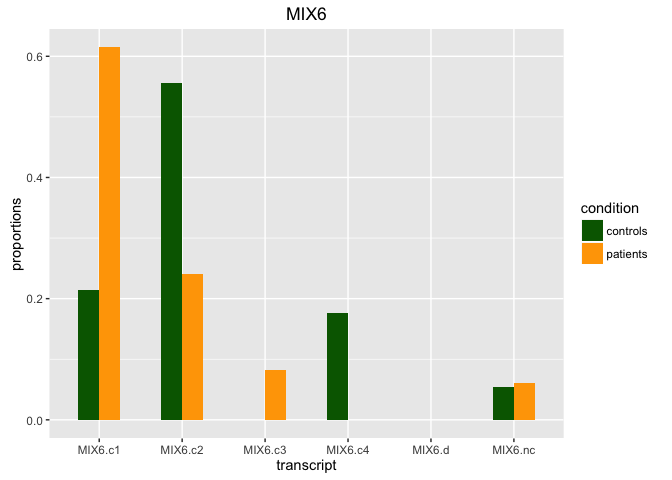 MIX6
proportions
0.6
0.4
0.2
0.0
MIX6.c1 MIX6.c2 MIX6.c3 MIX6.c4 MIX6.d MIX6.nc
transcript
condition
controls
patients